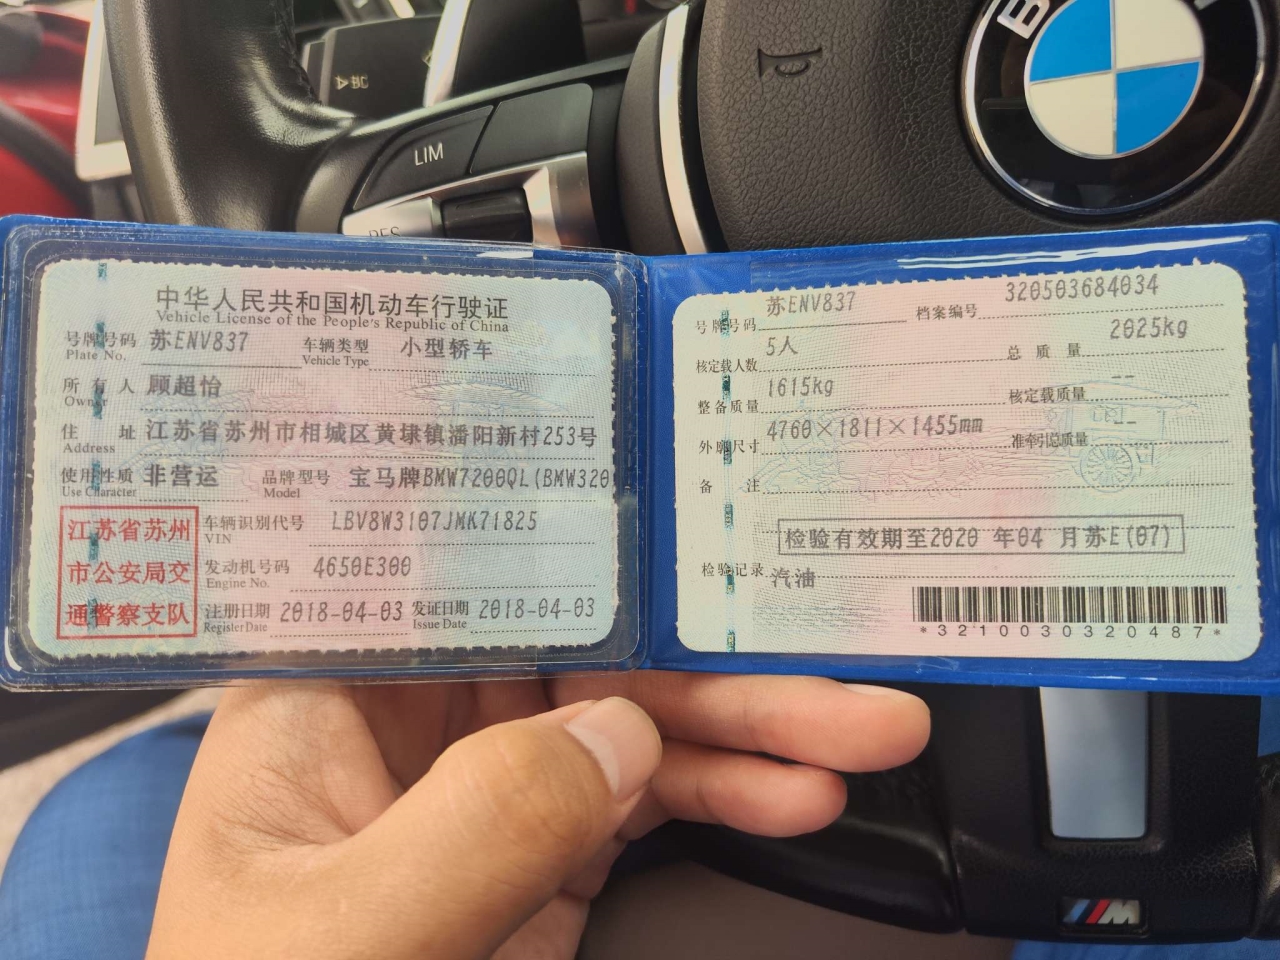 LIM
中华人民共和国机动车行驶证
Vehicle License of the People's Republic of China
号牌号码 苏ENV837 车辆类型 小型轿车
Plate No. Vehicle Type
所有人 顾超怡
Owner
住址 江苏省苏州市相城区黄埭镇潘阳新村253号
Address
使用性质 非营运 品牌型号 宝马牌BMW7200QL(BMW320
Use Character Model
江苏省苏州
市公安局交
通警察支队
车辆识别代号 LBV8W3107JMK71825
VIN
发动机号码 4650E300
Engine No.
注册日期 2018-04-03 发证日期 2018-04-03
Register Date Issue Date
号牌号码 苏ENV837 档案编号 320503684034
核定载人数 5人 总质量 2025kg
整备质量 1615kg 核定载质量 --
外廓尺寸 4760×1811×1455mm 准牵引总质量 --
备注
检验有效期至2020年04月苏E(07)
检验记录 汽油
*3210030320487*
M